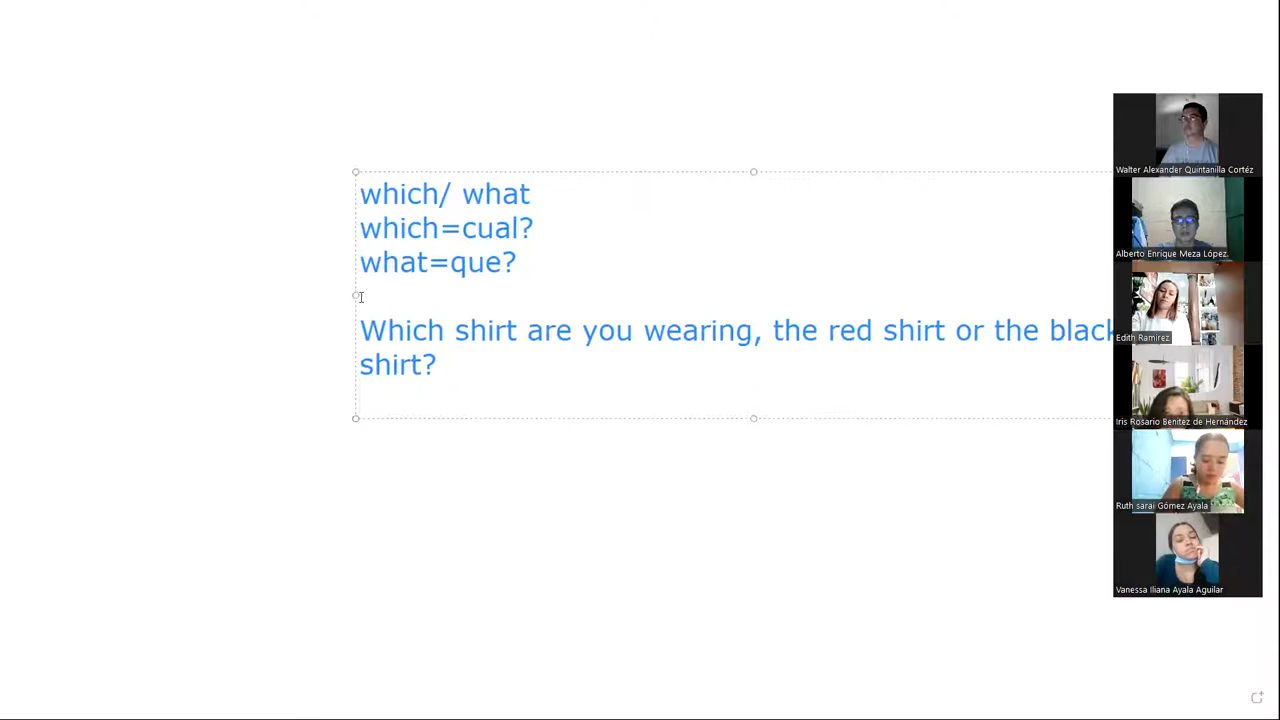 which/ what
which=cual?
what=que?
Which shirt are you wearing, the red shirt or the black
shirt?
Walter Alexander Quintanilla Cortéz
Alberto Enrique Meza López.
Edith Ramirez
Iris Rosario Benitez de Hernández
Ruth sarai Gómez Ayala
Vanessa Iliana Ayala Aguilar